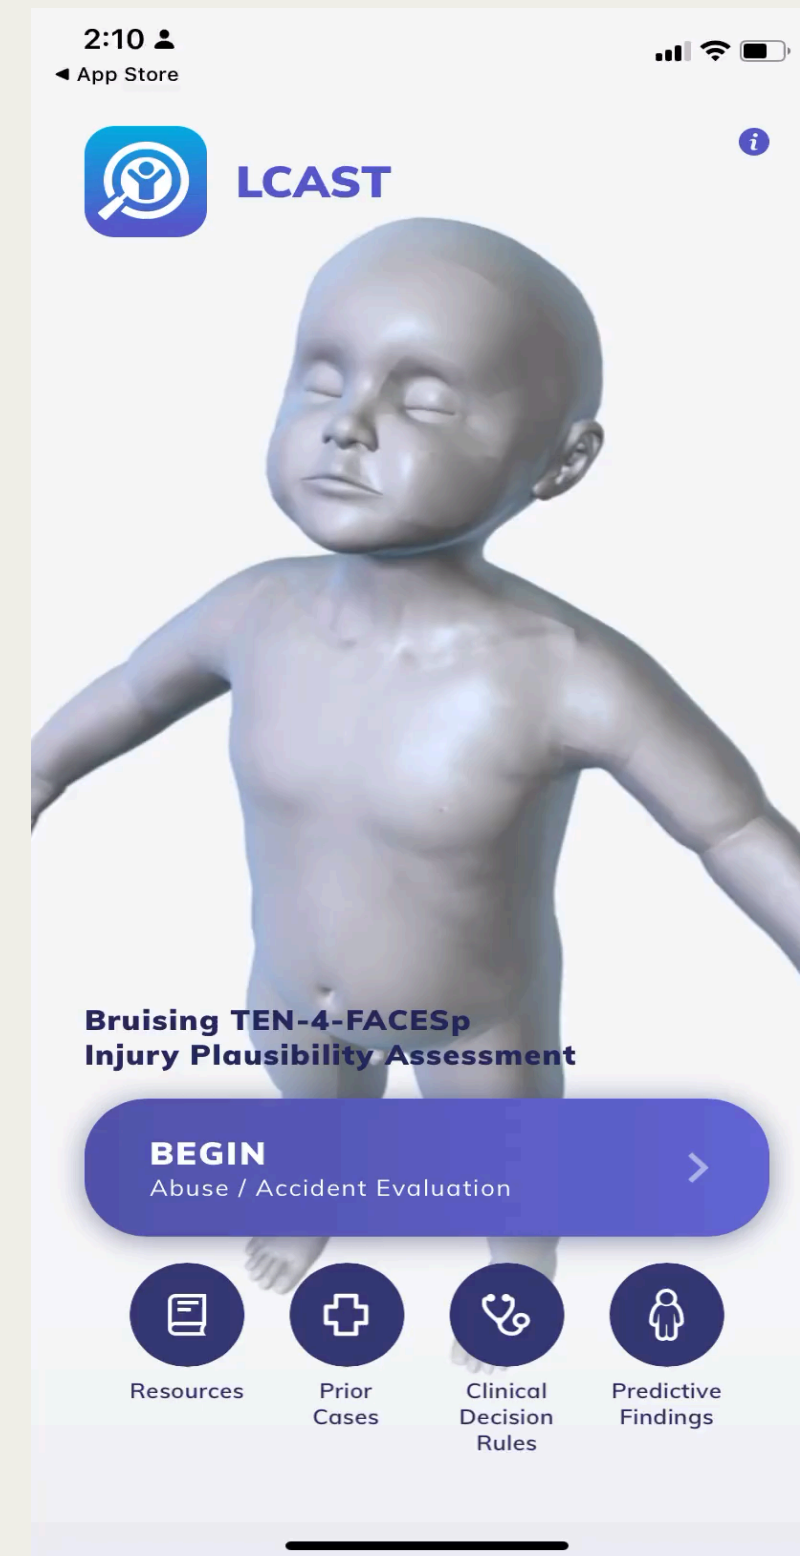 2:10
◀ App Store
LCAST
i
Bruising TEN-4-FACESp
Injury Plausibility Assessment
BEGIN
Abuse / Accident Evaluation
Resources
Prior
Cases
Clinical
Decision
Rules
Predictive
Findings